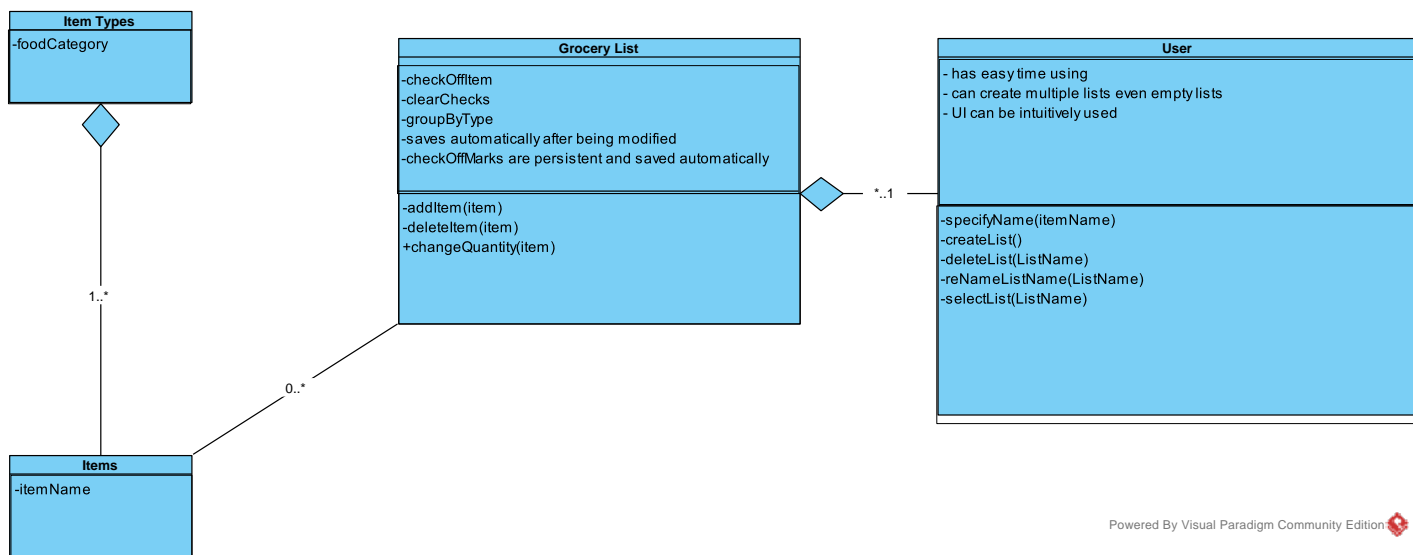 Item Types
-foodCategory
Grocery List
-checkOffItem
-clearChecks
-groupByType
-saves automatically after being modified
-checkOffMarks are persistent and saved automatically
-addItem(item)
-deleteItem(item)
+changeQuantity(item)
User
- has easy time using
- can create multiple lists even empty lists
- UI can be intuitively used
-specifyName(itemName)
-createList()
-deleteList(ListName)
-reNameListName(ListName)
-selectList(ListName)
*..1
1..*
0..*
Items
-itemName
Powered By Visual Paradigm Community Edition